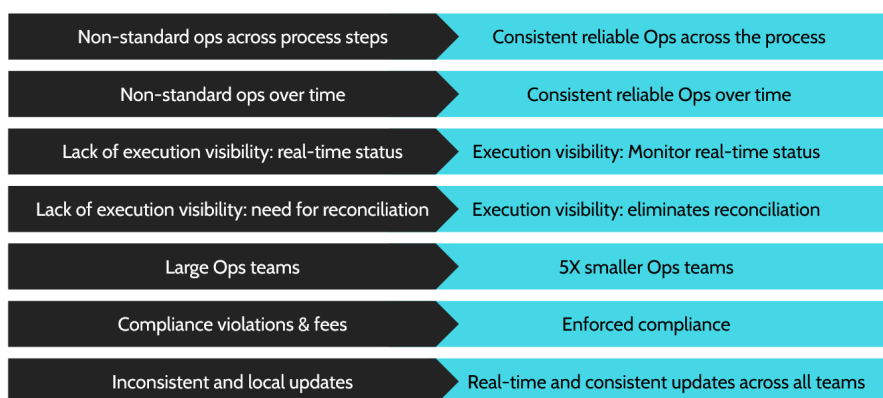 Non-standard ops across process steps
Consistent reliable Ops across the process
Non-standard ops over time
Consistent reliable Ops over time
Lack of execution visibility: real-time status
Execution visibility: Monitor real-time status
Lack of execution visibility: need for reconciliation
Execution visibility: eliminates reconciliation
Large Ops teams
5X smaller Ops teams
Compliance violations & fees
Enforced compliance
Inconsistent and local updates
Real-time and consistent updates across all teams